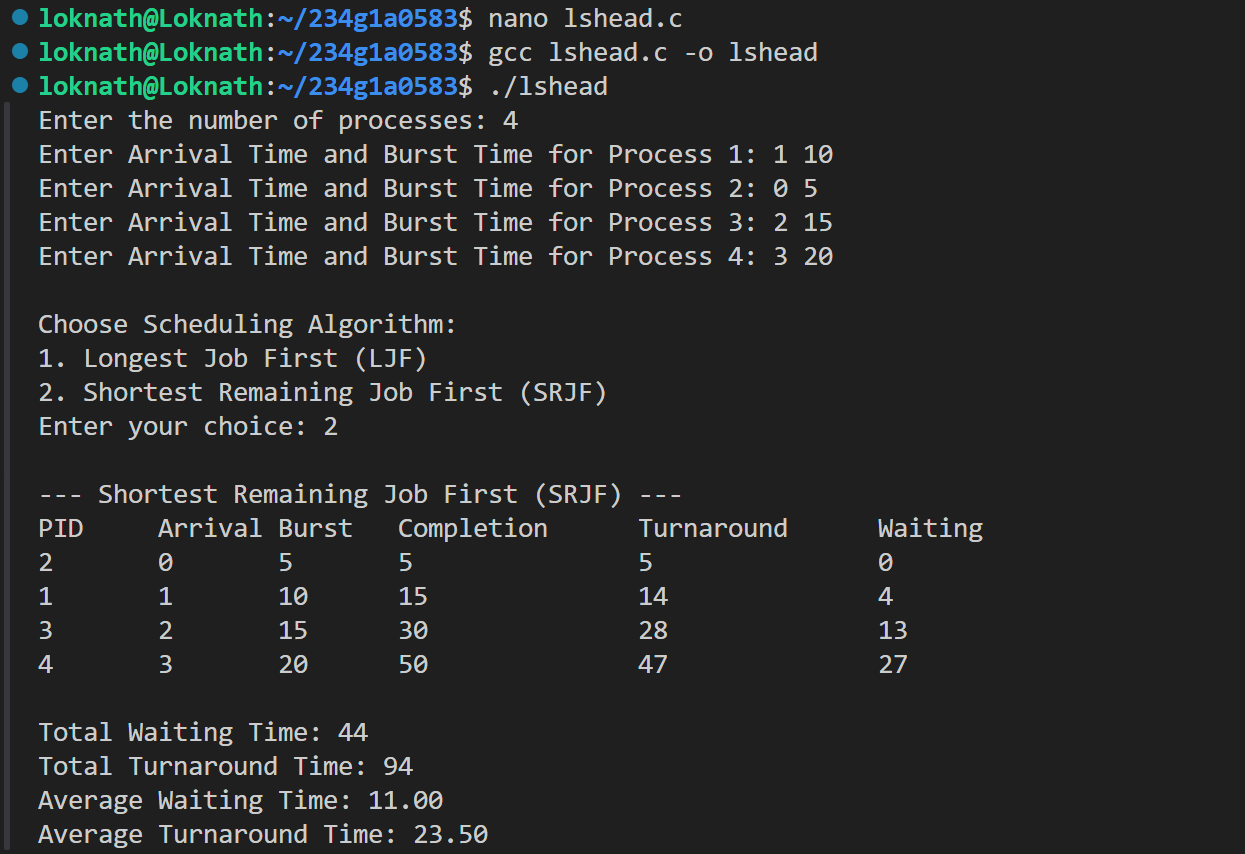 loknath@Loknath:~/234g1a0583$ nano lshead.c
loknath@Loknath:~/234g1a0583$ gcc lshead.c -o lshead
loknath@Loknath:~/234g1a0583$ ./lshead
Enter the number of processes: 4
Enter Arrival Time and Burst Time for Process 1: 1 10
Enter Arrival Time and Burst Time for Process 2: 0 5
Enter Arrival Time and Burst Time for Process 3: 2 15
Enter Arrival Time and Burst Time for Process 4: 3 20

Choose Scheduling Algorithm:
1. Longest Job First (LJF)
2. Shortest Remaining Job First (SRJF)
Enter your choice: 2

--- Shortest Remaining Job First (SRJF) ---
PID     Arrival Burst   Completion      Turnaround      Waiting
2       0       5       5               5               0
1       1       10      15              14              4
3       2       15      30              28              13
4       3       20      50              47              27

Total Waiting Time: 44
Total Turnaround Time: 94
Average Waiting Time: 11.00
Average Turnaround Time: 23.50